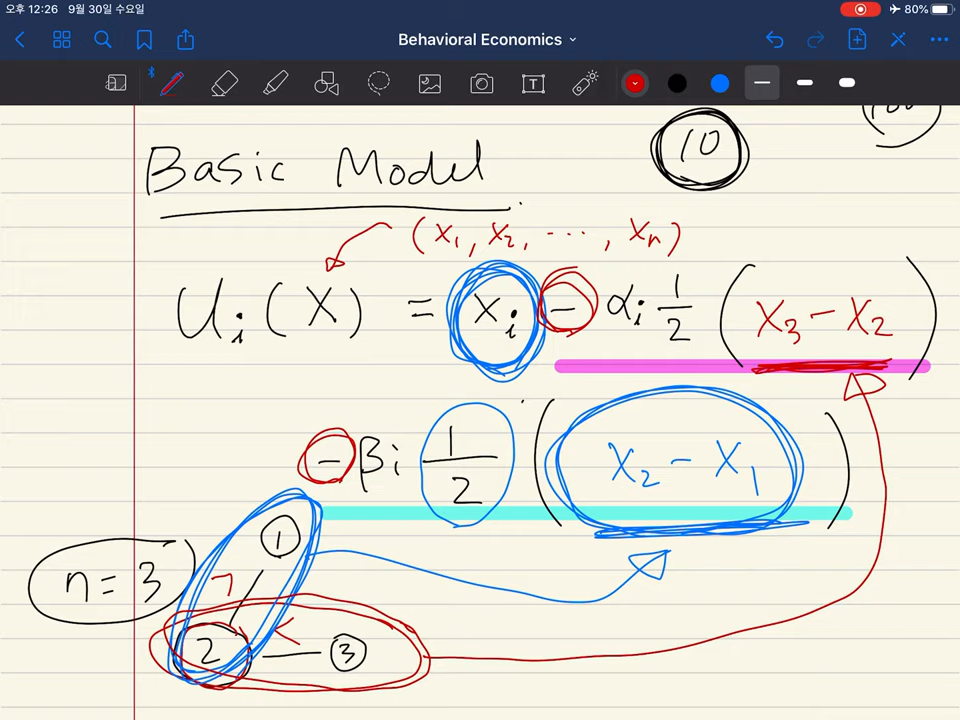 오후 12:26 9월 30일 수요일 80%
Behavioral Economics
T
10
Basic Model
(x₁, x₂, ⋯, xₙ)
Uᵢ(X) = xᵢ − αᵢ 1/2 (x₃ − x₂)
− βᵢ 1/2 (x₂ − x₁)
1
n = 3
2 < 3